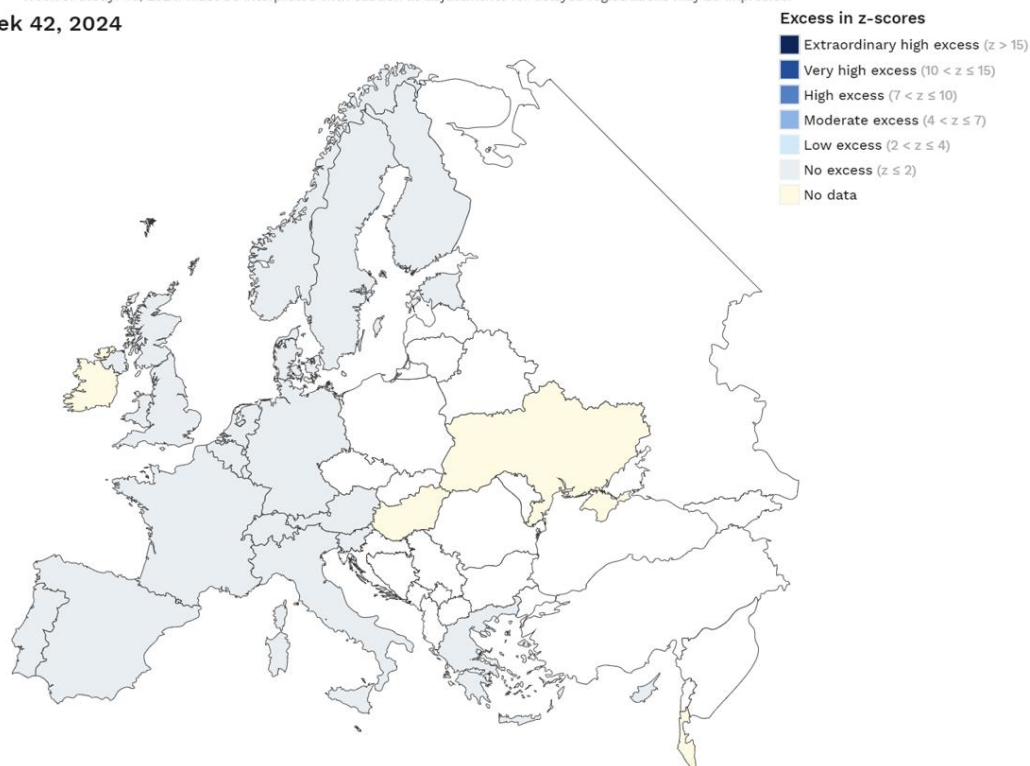 ek 42, 2024
Excess in z-scores
Extraordinary high excess (z > 15)
Very high excess (10 < z ≤ 15)
High excess (7 < z ≤ 10)
Moderate excess (4 < z ≤ 7)
Low excess (2 < z ≤ 4)
No excess (z ≤ 2)
No data